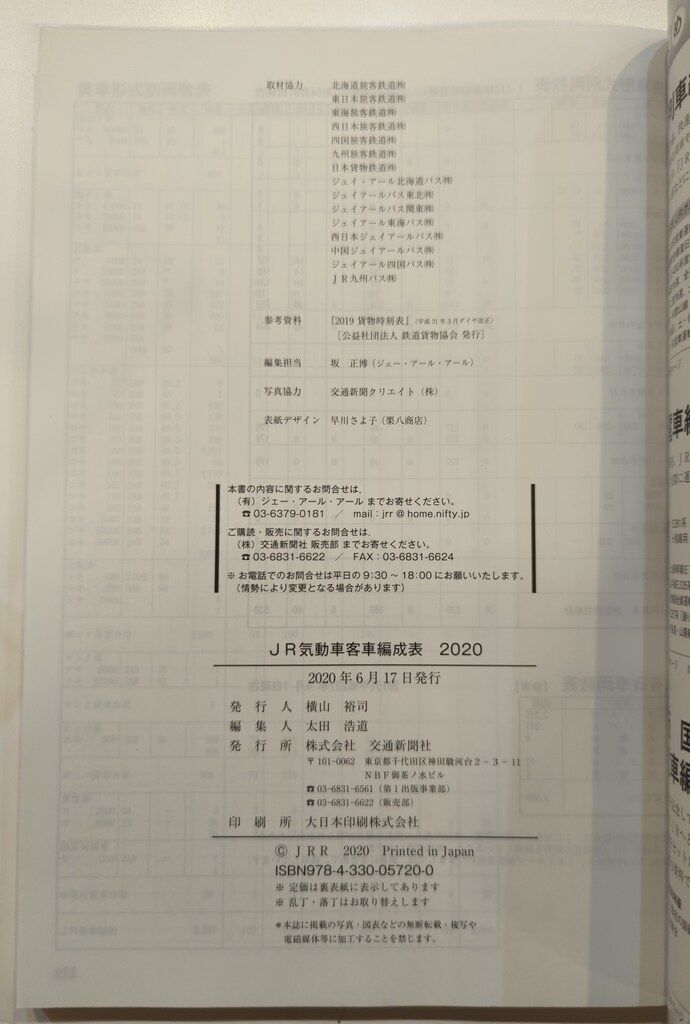 取材協力 北海道旅客鉄道㈱
東日本旅客鉄道㈱
東海旅客鉄道㈱
西日本旅客鉄道㈱
四国旅客鉄道㈱
九州旅客鉄道㈱
日本貨物鉄道㈱
ジェイ・アール北海道バス㈱
ジェイアールバス東北㈱
ジェイアールバス関東㈱
ジェイアール東海バス㈱
西日本ジェイアールバス㈱
中国ジェイアールバス㈱
ジェイアール四国バス㈱
JR九州バス㈱
参考資料 『2019 貨物時刻表』(平成31年3月ダイヤ改正)
[公益社団法人 鉄道貨物協会 発行]
編集担当 坂 正博(ジェー・アール・アール)
写真協力 交通新聞クリエイト(株)
表紙デザイン 早川さよ子(栗八商店)
本書の内容に関するお問合せは，
(有)ジェー・アール・アール までお寄せください。
☎03-6379-0181 / mail：jrr＠home.nifty.jp
ご購読・販売に関するお問合せは，
(株)交通新聞社 販売部 までお寄せください。
☎03-6831-6622 / FAX：03-6831-6624
※ お電話でのお問合せは平日の9:30～18:00にお願いいたします。
(情勢により変更となる場合があります)
JR気動車客車編成表 2020
2020年6月17日発行
発行人 横山 裕司
編集人 太田 浩道
発行所 株式会社 交通新聞社
〒101-0062 東京都千代田区神田駿河台2-3-11
NBF御茶ノ水ビル
☎03-6831-6561(第1出版事業部)
☎03-6831-6622(販売部)
印刷所 大日本印刷株式会社
© JRR 2020 Printed in Japan
ISBN978-4-330-05720-0
※ 定価は裏表紙に表示してあります
※ 乱丁・落丁はお取り替えします
＊本誌に掲載の写真・図表などの無断転載・複写や
電磁媒体等に加工することを禁じます。